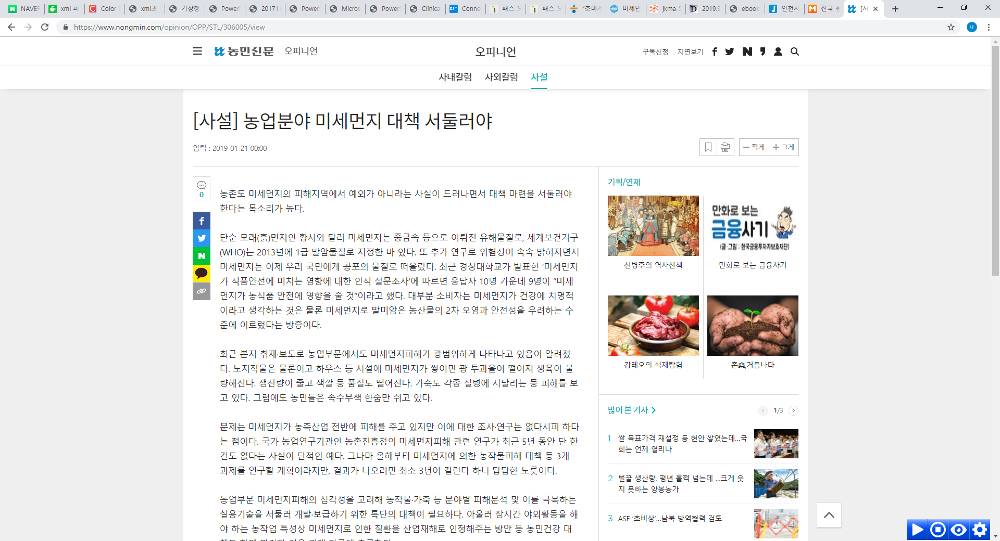 NAVER
xml 파
Color S
xml과
기상청
PowerP
20171
PowerP
Micros
PowerP
Clinical
DSM
Conno
패스 오
패스 오
"초미세
미세먼
jkma-5
2019.3
ebook
인천시
전국 농
[사
https://www.nongmin.com/opinion/OPP/STL/306005/view
나
농민신문 오피니언
오피니언
구독신청 지면보기
사내칼럼 사외칼럼 사설
[사설] 농업분야 미세먼지 대책 서둘러야
입력 : 2019-01-21 00:00
작게 크게
0
농촌도 미세먼지의 피해지역에서 예외가 아니라는 사실이 드러나면서 대책 마련을 서둘러야
한다는 목소리가 높다.
단순 모래(흙)먼지인 황사와 달리 미세먼지는 중금속 등으로 이뤄진 유해물질로, 세계보건기구
(WHO)는 2013년에 1급 발암물질로 지정한 바 있다. 또 추가 연구로 위험성이 속속 밝혀지면서
미세먼지는 이제 우리 국민에게 공포의 물질로 떠올랐다. 최근 경상대학교가 발표한 ‘미세먼지
가 식품안전에 미치는 영향에 대한 인식 설문조사’에 따르면 응답자 10명 가운데 9명이 “미세
먼지가 농식품 안전에 영향을 줄 것”이라고 했다. 대부분 소비자는 미세먼지가 건강에 치명적
이라고 생각하는 것은 물론 미세먼지로 말미암은 농산물의 2차 오염과 안전성을 우려하는 수
준에 이르렀다는 방증이다.
최근 본지 취재·보도로 농업부문에서도 미세먼지피해가 광범위하게 나타나고 있음이 알려졌
다. 노지작물은 물론이고 하우스 등 시설에 미세먼지가 쌓이면 광 투과율이 떨어져 생육이 불
량해진다. 생산량이 줄고 색깔 등 품질도 떨어진다. 가축도 각종 질병에 시달리는 등 피해를 보
고 있다. 그럼에도 농민들은 속수무책 한숨만 쉬고 있다.
문제는 미세먼지가 농축산업 전반에 피해를 주고 있지만 이에 대한 조사·연구는 없다시피 하다
는 점이다. 국가 농업연구기관인 농촌진흥청의 미세먼지피해 관련 연구가 최근 5년 동안 단 한
건도 없다는 사실이 단적인 예다. 그나마 올해부터 미세먼지에 의한 농작물피해 대책 등 3개
과제를 연구할 계획이라지만, 결과가 나오려면 최소 3년이 걸린다 하니 답답한 노릇이다.
농업부문 미세먼지피해의 심각성을 고려해 농작물·가축 등 분야별 피해분석 및 이를 극복하는
실용기술을 서둘러 개발·보급하기 위한 특단의 대책이 필요하다. 아울러 장시간 야외활동을 해
야 하는 농작업 특성상 미세먼지로 인한 질환을 산업재해로 인정해주는 방안 등 농민건강 대
기획/연재
만화로 보는
금융사기
(글·그림 : 한국금융투자자보호재단)
신병주의 역사산책
만화로 보는 금융사기
강레오의 식재탐험
촌樂,거듭나다
많이 본 기사
1/3
1 쌀 목표가격 재설정 등 현안 쌓였는데...국
회는 언제 열리나
2 벌꿀 생산량, 평년 훌쩍 넘는데 ...크게 웃
지 못하는 양봉농가
3 ASF ‘초비상’...남북 방역협력 검토